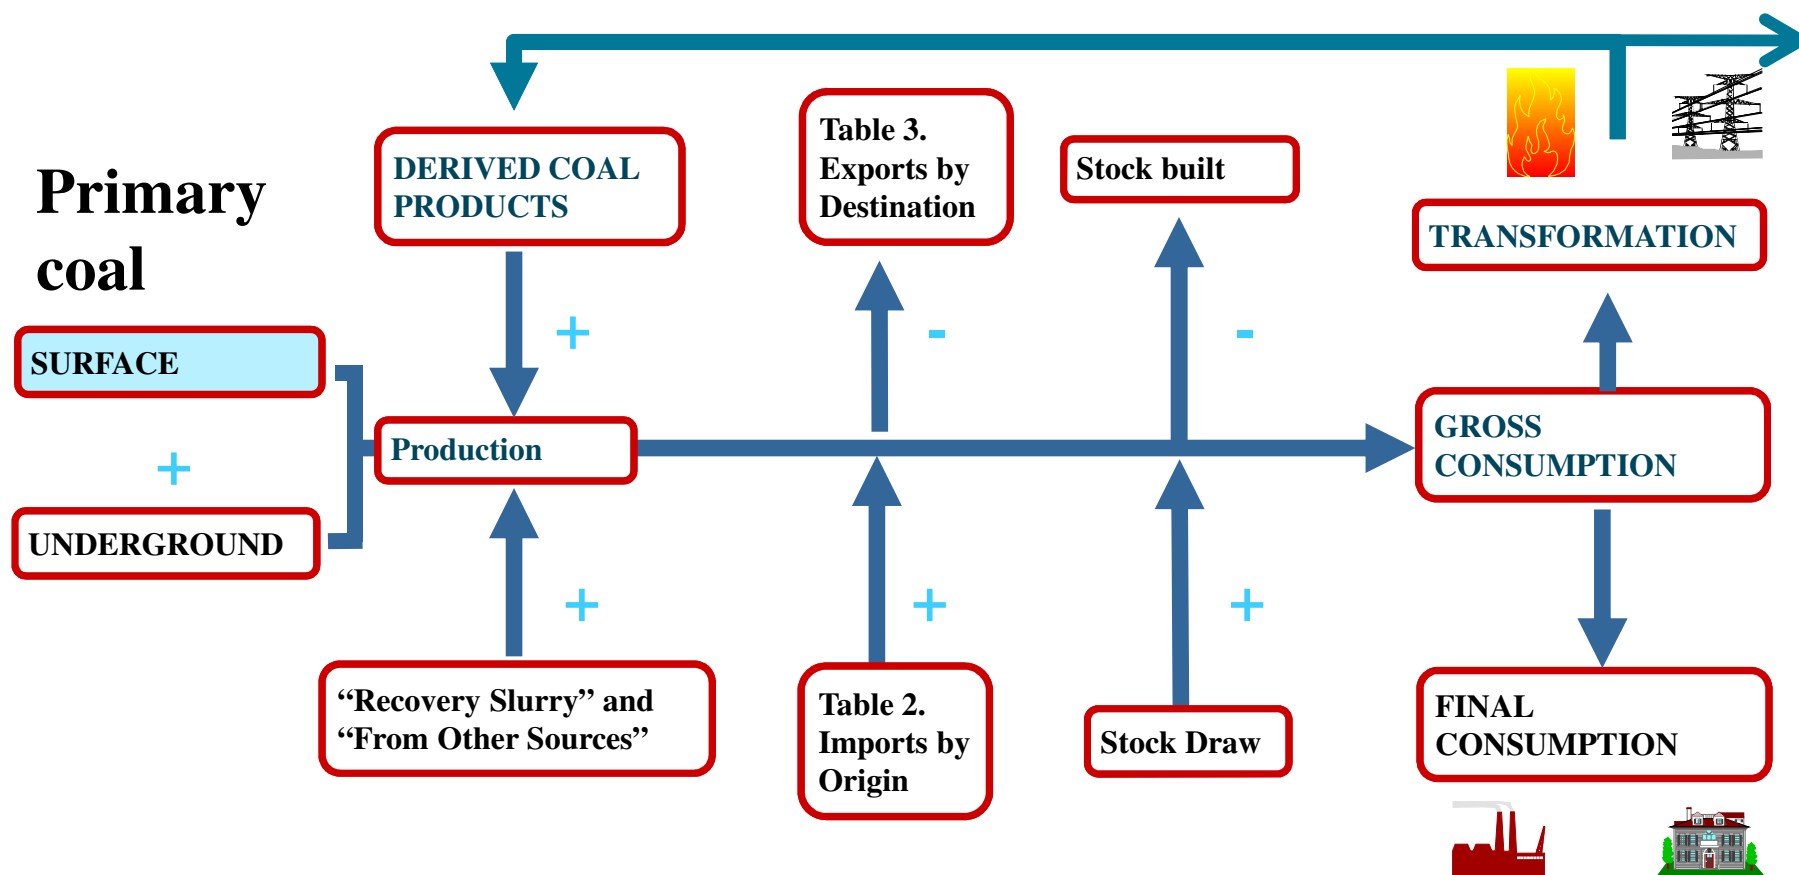 Primary
coal
SURFACE
+
UNDERGROUND
DERIVED COAL
PRODUCTS
+
Production
+
“Recovery Slurry” and
“From Other Sources”
Table 3.
Exports by
Destination
-
+
Table 2.
Imports by
Origin
Stock built
-
+
Stock Draw
TRANSFORMATION
GROSS
CONSUMPTION
FINAL
CONSUMPTION